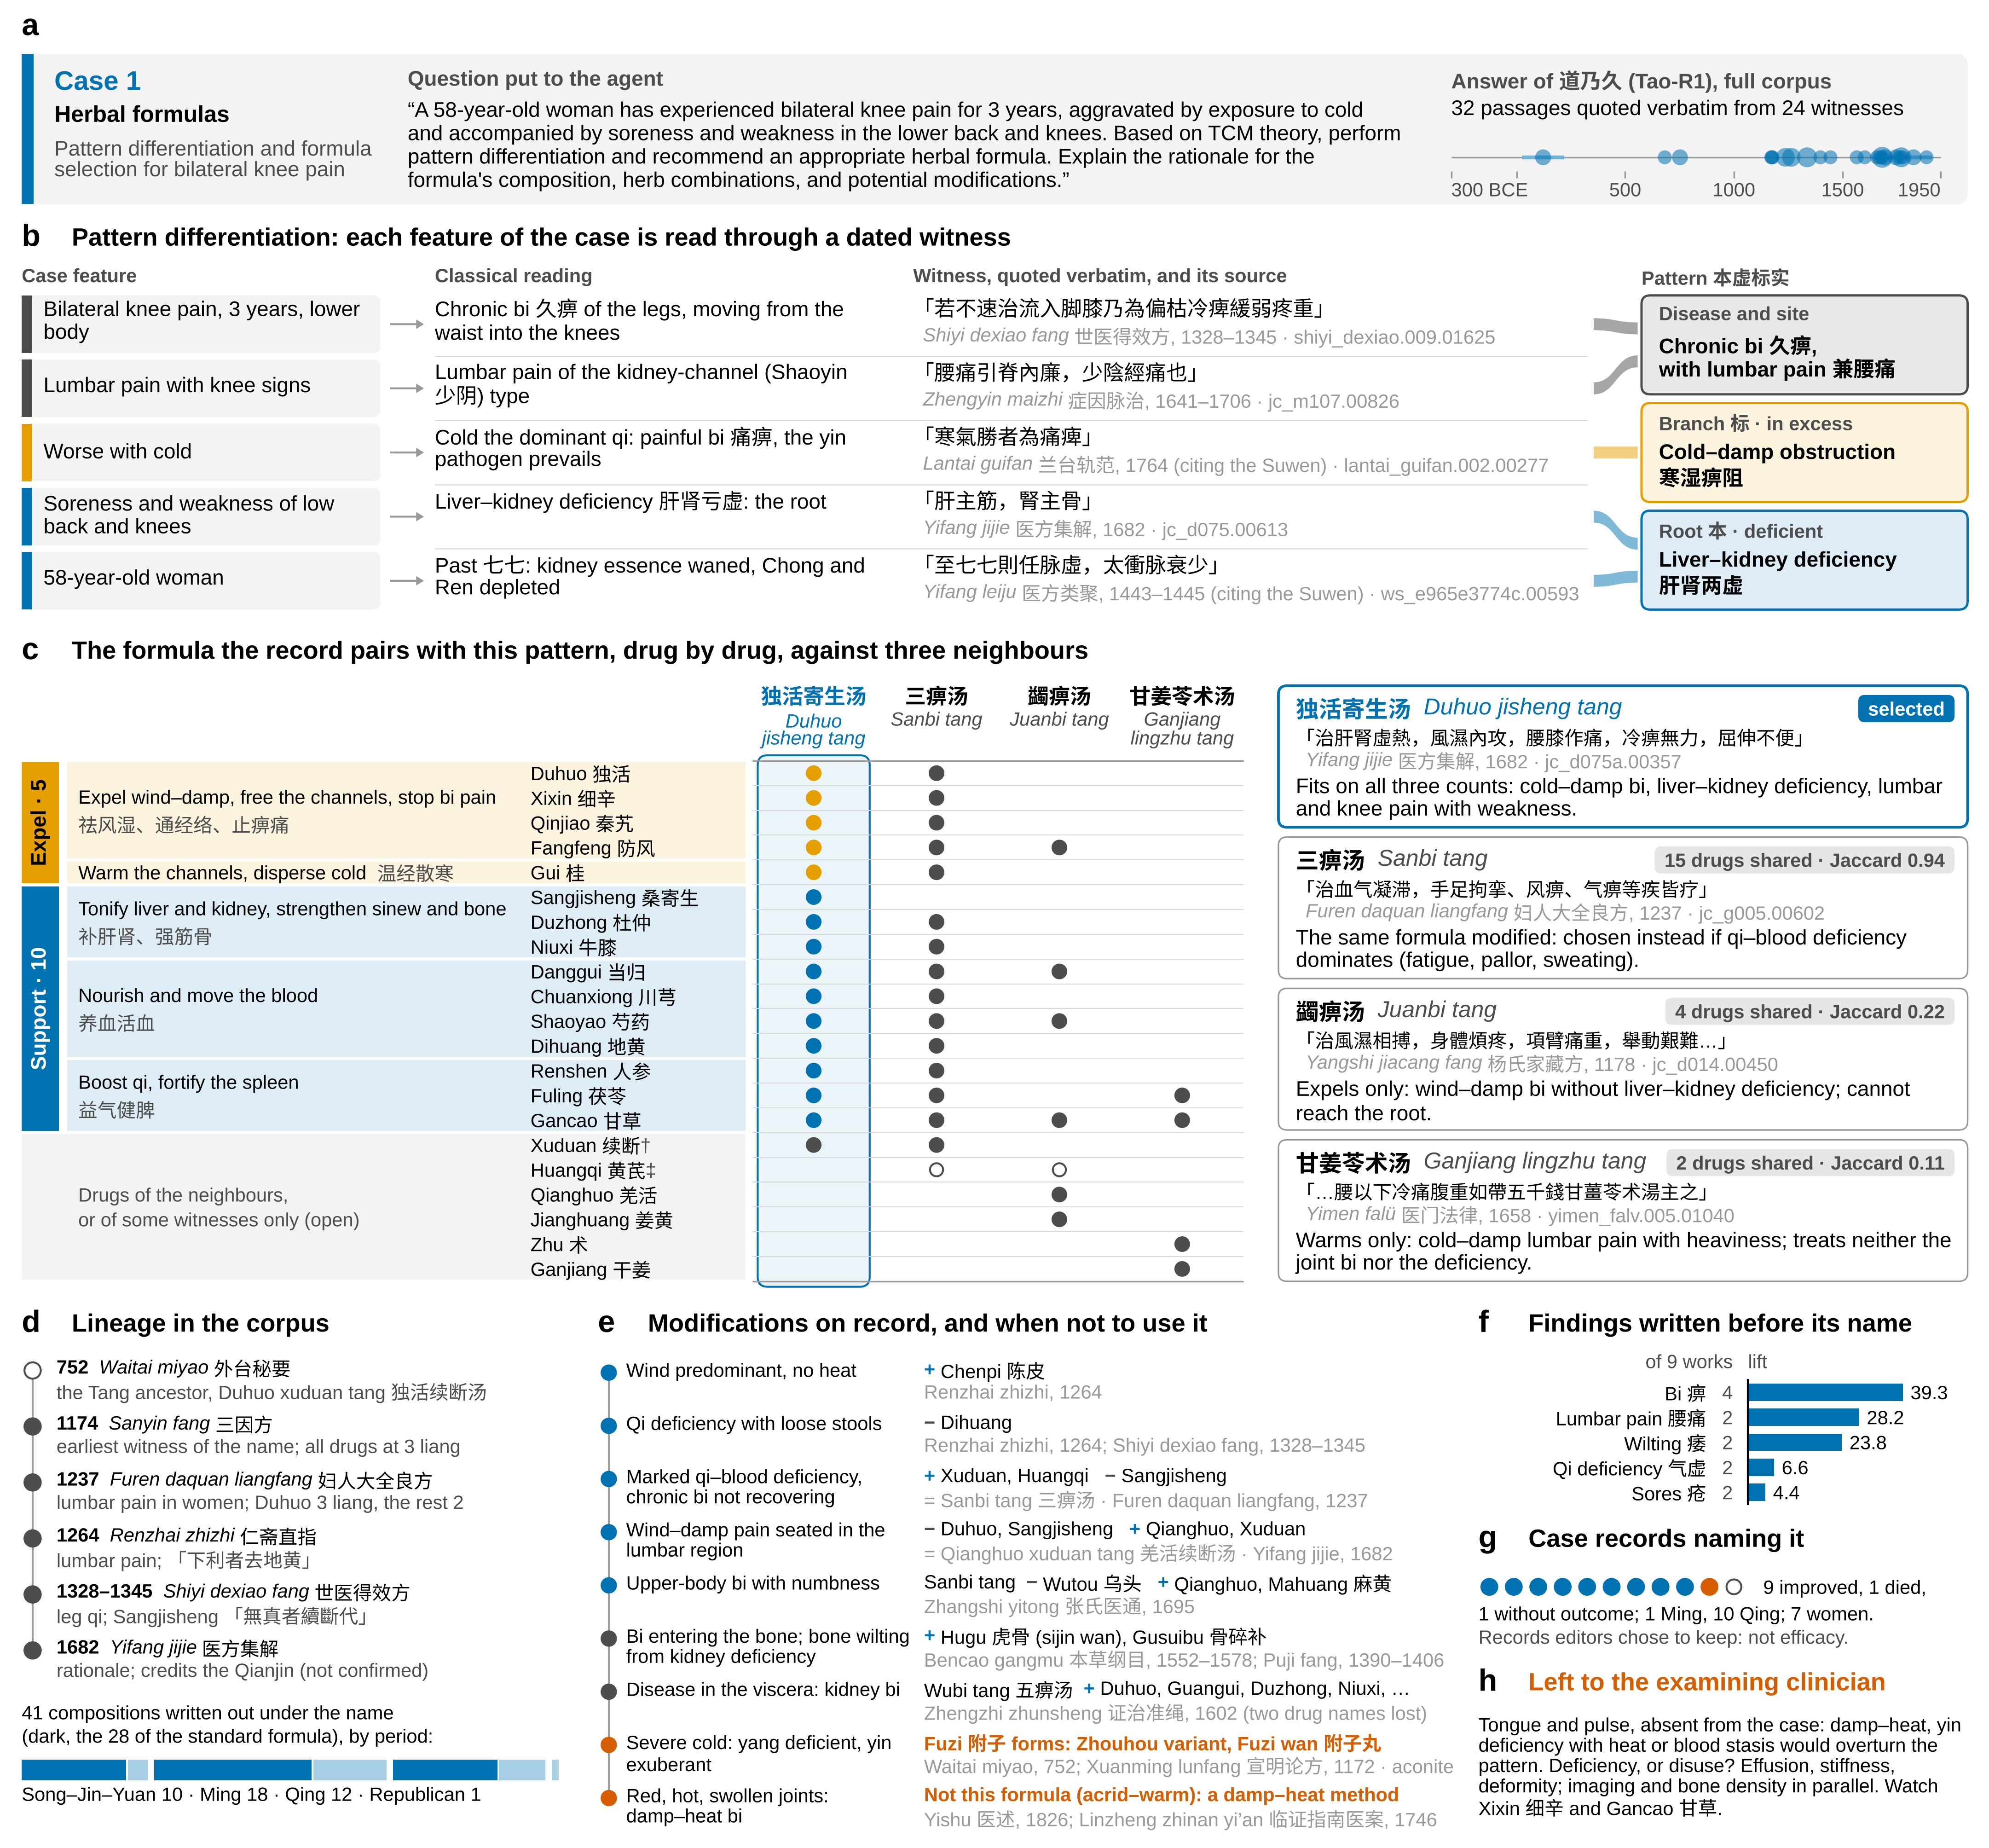 a
Case 1
Herbal formulas
Pattern differentiation and formula
selection for bilateral knee pain
Question put to the agent
“A 58-year-old woman has experienced bilateral knee pain for 3 years, aggravated by exposure to cold
and accompanied by soreness and weakness in the lower back and knees. Based on TCM theory, perform
pattern differentiation and recommend an appropriate herbal formula. Explain the rationale for the
formula's composition, herb combinations, and potential modifications.”
Answer of 道乃久 (Tao-R1), full corpus
32 passages quoted verbatim from 24 witnesses
300 BCE 500 1000 1500 1950
b Pattern differentiation: each feature of the case is read through a dated witness
Case feature
Classical reading
Witness, quoted verbatim, and its source
Pattern 本虚标实
Bilateral knee pain, 3 years, lower
body
Chronic bi 久痹 of the legs, moving from the
waist into the knees
「若不速治流入脚膝乃為偏枯冷痺緩弱疼重」
Shiyi dexiao fang 世医得效方, 1328–1345 · shiyi_dexiao.009.01625
Lumbar pain with knee signs
Lumbar pain of the kidney-channel (Shaoyin
少阴) type
「腰痛引脊內廉，少陰經痛也」
Zhengyin maizhi 症因脉治, 1641–1706 · jc_m107.00826
Worse with cold
Cold the dominant qi: painful bi 痛痹, the yin
pathogen prevails
「寒氣勝者為痛痺」
Lantai guifan 兰台轨范, 1764 (citing the Suwen) · lantai_guifan.002.00277
Soreness and weakness of low
back and knees
Liver–kidney deficiency 肝肾亏虚: the root
「肝主筋，腎主骨」
Yifang jijie 医方集解, 1682 · jc_d075.00613
58-year-old woman
Past 七七: kidney essence waned, Chong and
Ren depleted
「至七七則任脉虛，太衝脉衰少」
Yifang leiju 医方类聚, 1443–1445 (citing the Suwen) · ws_e965e3774c.00593
Disease and site
Chronic bi 久痹,
with lumbar pain 兼腰痛
Branch 标 · in excess
Cold–damp obstruction
寒湿痹阻
Root 本 · deficient
Liver–kidney deficiency
肝肾两虚
c The formula the record pairs with this pattern, drug by drug, against three neighbours
独活寄生汤
Duhuo
jisheng tang
三痹汤
Sanbi tang
蠲痹汤
Juanbi tang
甘姜苓术汤
Ganjiang
lingzhu tang
Expel · 5
Expel wind–damp, free the channels, stop bi pain
祛风湿、通经络、止痹痛
Duhuo 独活
Xixin 细辛
Qinjiao 秦艽
Fangfeng 防风
Warm the channels, disperse cold 温经散寒
Gui 桂
Support · 10
Tonify liver and kidney, strengthen sinew and bone
补肝肾、强筋骨
Sangjisheng 桑寄生
Duzhong 杜仲
Niuxi 牛膝
Nourish and move the blood
养血活血
Danggui 当归
Chuanxiong 川芎
Shaoyao 芍药
Dihuang 地黄
Boost qi, fortify the spleen
益气健脾
Renshen 人参
Fuling 茯苓
Gancao 甘草
Drugs of the neighbours,
or of some witnesses only (open)
Xuduan 续断†
Huangqi 黄芪‡
Qianghuo 羌活
Jianghuang 姜黄
Zhu 术
Ganjiang 干姜
独活寄生汤 Duhuo jisheng tang selected
「治肝腎虛熱，風濕內攻，腰膝作痛，冷痹無力，屈伸不便」
Yifang jijie 医方集解, 1682 · jc_d075a.00357
Fits on all three counts: cold–damp bi, liver–kidney deficiency, lumbar
and knee pain with weakness.
三痹汤 Sanbi tang 15 drugs shared · Jaccard 0.94
「治血气凝滞，手足拘挛、风痹、气痹等疾皆疗」
Furen daquan liangfang 妇人大全良方, 1237 · jc_g005.00602
The same formula modified: chosen instead if qi–blood deficiency
dominates (fatigue, pallor, sweating).
蠲痹汤 Juanbi tang 4 drugs shared · Jaccard 0.22
「治風濕相搏，身體煩疼，項臂痛重，舉動艱難…」
Yangshi jiacang fang 杨氏家藏方, 1178 · jc_d014.00450
Expels only: wind–damp bi without liver–kidney deficiency; cannot
reach the root.
甘姜苓术汤 Ganjiang lingzhu tang 2 drugs shared · Jaccard 0.11
「…腰以下冷痛腹重如帶五千錢甘薑苓术湯主之」
Yimen falü 医门法律, 1658 · yimen_falv.005.01040
Warms only: cold–damp lumbar pain with heaviness; treats neither the
joint bi nor the deficiency.
d Lineage in the corpus
752 Waitai miyao 外台秘要
the Tang ancestor, Duhuo xuduan tang 独活续断汤
1174 Sanyin fang 三因方
earliest witness of the name; all drugs at 3 liang
1237 Furen daquan liangfang 妇人大全良方
lumbar pain in women; Duhuo 3 liang, the rest 2
1264 Renzhai zhizhi 仁斋直指
lumbar pain; 「下利者去地黄」
1328–1345 Shiyi dexiao fang 世医得效方
leg qi; Sangjisheng 「無真者續斷代」
1682 Yifang jijie 医方集解
rationale; credits the Qianjin (not confirmed)
41 compositions written out under the name
(dark, the 28 of the standard formula), by period:
Song–Jin–Yuan 10 · Ming 18 · Qing 12 · Republican 1
e Modifications on record, and when not to use it
Wind predominant, no heat
+ Chenpi 陈皮
Renzhai zhizhi, 1264
Qi deficiency with loose stools
− Dihuang
Renzhai zhizhi, 1264; Shiyi dexiao fang, 1328–1345
Marked qi–blood deficiency,
chronic bi not recovering
+ Xuduan, Huangqi − Sangjisheng
= Sanbi tang 三痹汤 · Furen daquan liangfang, 1237
Wind–damp pain seated in the
lumbar region
− Duhuo, Sangjisheng + Qianghuo, Xuduan
= Qianghuo xuduan tang 羌活续断汤 · Yifang jijie, 1682
Upper-body bi with numbness
Sanbi tang − Wutou 乌头 + Qianghuo, Mahuang 麻黄
Zhangshi yitong 张氏医通, 1695
Bi entering the bone; bone wilting
from kidney deficiency
+ Hugu 虎骨 (sijin wan), Gusuibu 骨碎补
Bencao gangmu 本草纲目, 1552–1578; Puji fang, 1390–1406
Disease in the viscera: kidney bi
Wubi tang 五痹汤 + Duhuo, Guangui, Duzhong, Niuxi, …
Zhengzhi zhunsheng 证治准绳, 1602 (two drug names lost)
Severe cold: yang deficient, yin
exuberant
Fuzi 附子 forms: Zhouhou variant, Fuzi wan 附子丸
Waitai miyao, 752; Xuanming lunfang 宣明论方, 1172 · aconite
Red, hot, swollen joints:
damp–heat bi
Not this formula (acrid–warm): a damp–heat method
Yishu 医述, 1826; Linzheng zhinan yi’an 临证指南医案, 1746
f Findings written before its name
of 9 works lift
Bi 痹 4 39.3
Lumbar pain 腰痛 2 28.2
Wilting 痿 2 23.8
Qi deficiency 气虚 2 6.6
Sores 疮 2 4.4
g Case records naming it
9 improved, 1 died,
1 without outcome; 1 Ming, 10 Qing; 7 women.
Records editors chose to keep: not efficacy.
h Left to the examining clinician
Tongue and pulse, absent from the case: damp–heat, yin
deficiency with heat or blood stasis would overturn the
pattern. Deficiency, or disuse? Effusion, stiffness,
deformity; imaging and bone density in parallel. Watch
Xixin 细辛 and Gancao 甘草.